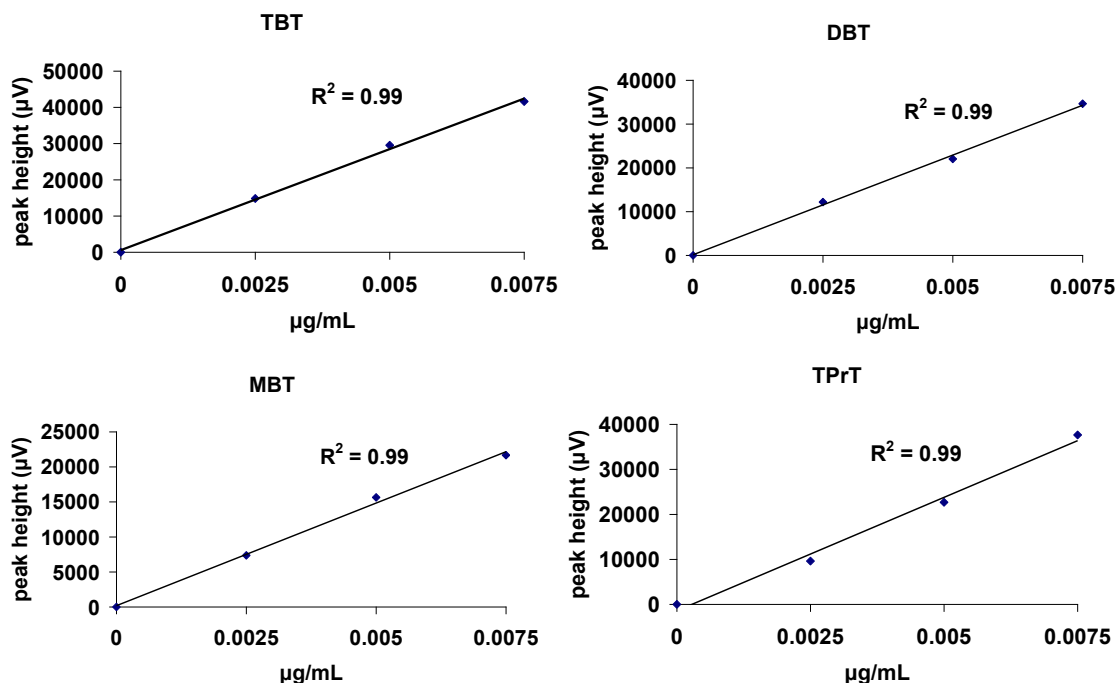 TBT
peak height (µV)
50000
40000
30000
20000
10000
0
R² = 0.99
0 0.0025 0.005 0.0075
µg/mL
DBT
peak height (µV)
40000
30000
20000
10000
0
R² = 0.99
0 0.0025 0.005 0.0075
µg/mL
MBT
peak height (µV)
25000
20000
15000
10000
5000
0
R² = 0.99
0 0.0025 0.005 0.0075
µg/mL
TPrT
peak height (µV)
40000
30000
20000
10000
0
R² = 0.99
0 0.0025 0.005 0.0075
µg/mL